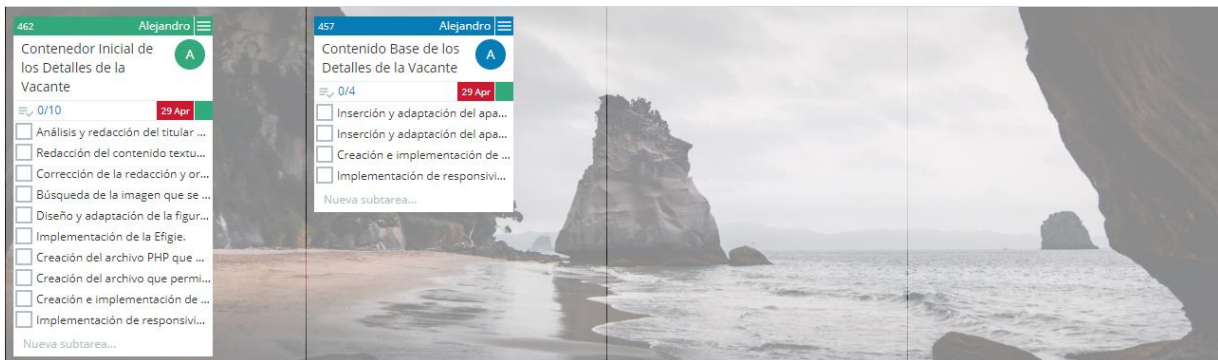 462 Alejandro
Contenedor Inicial de
los Detalles de la
Vacante
A
0/10 29 Apr
Análisis y redacción del titular ...
Redacción del contenido textu...
Corrección de la redacción y or...
Búsqueda de la imagen que se ...
Diseño y adaptación de la figur...
Implementación de la Efigie.
Creación del archivo PHP que ...
Creación del archivo que permi...
Creación e implementación de ...
Implementación de responsivi...
Nueva subtarea...
457 Alejandro
Contenido Base de los
Detalles de la Vacante
A
0/4 29 Apr
Inserción y adaptación del apa...
Inserción y adaptación del apa...
Creación e implementación de ...
Implementación de responsivi...
Nueva subtarea...